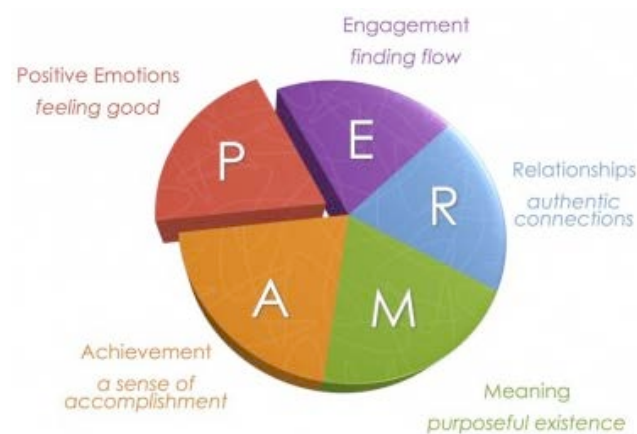 Engagement
finding flow
Positive Emotions
feeling good
P
E
R
Relationships
authentic
connections
A
M
Achievement
a sense of
accomplishment
Meaning
purposeful existence